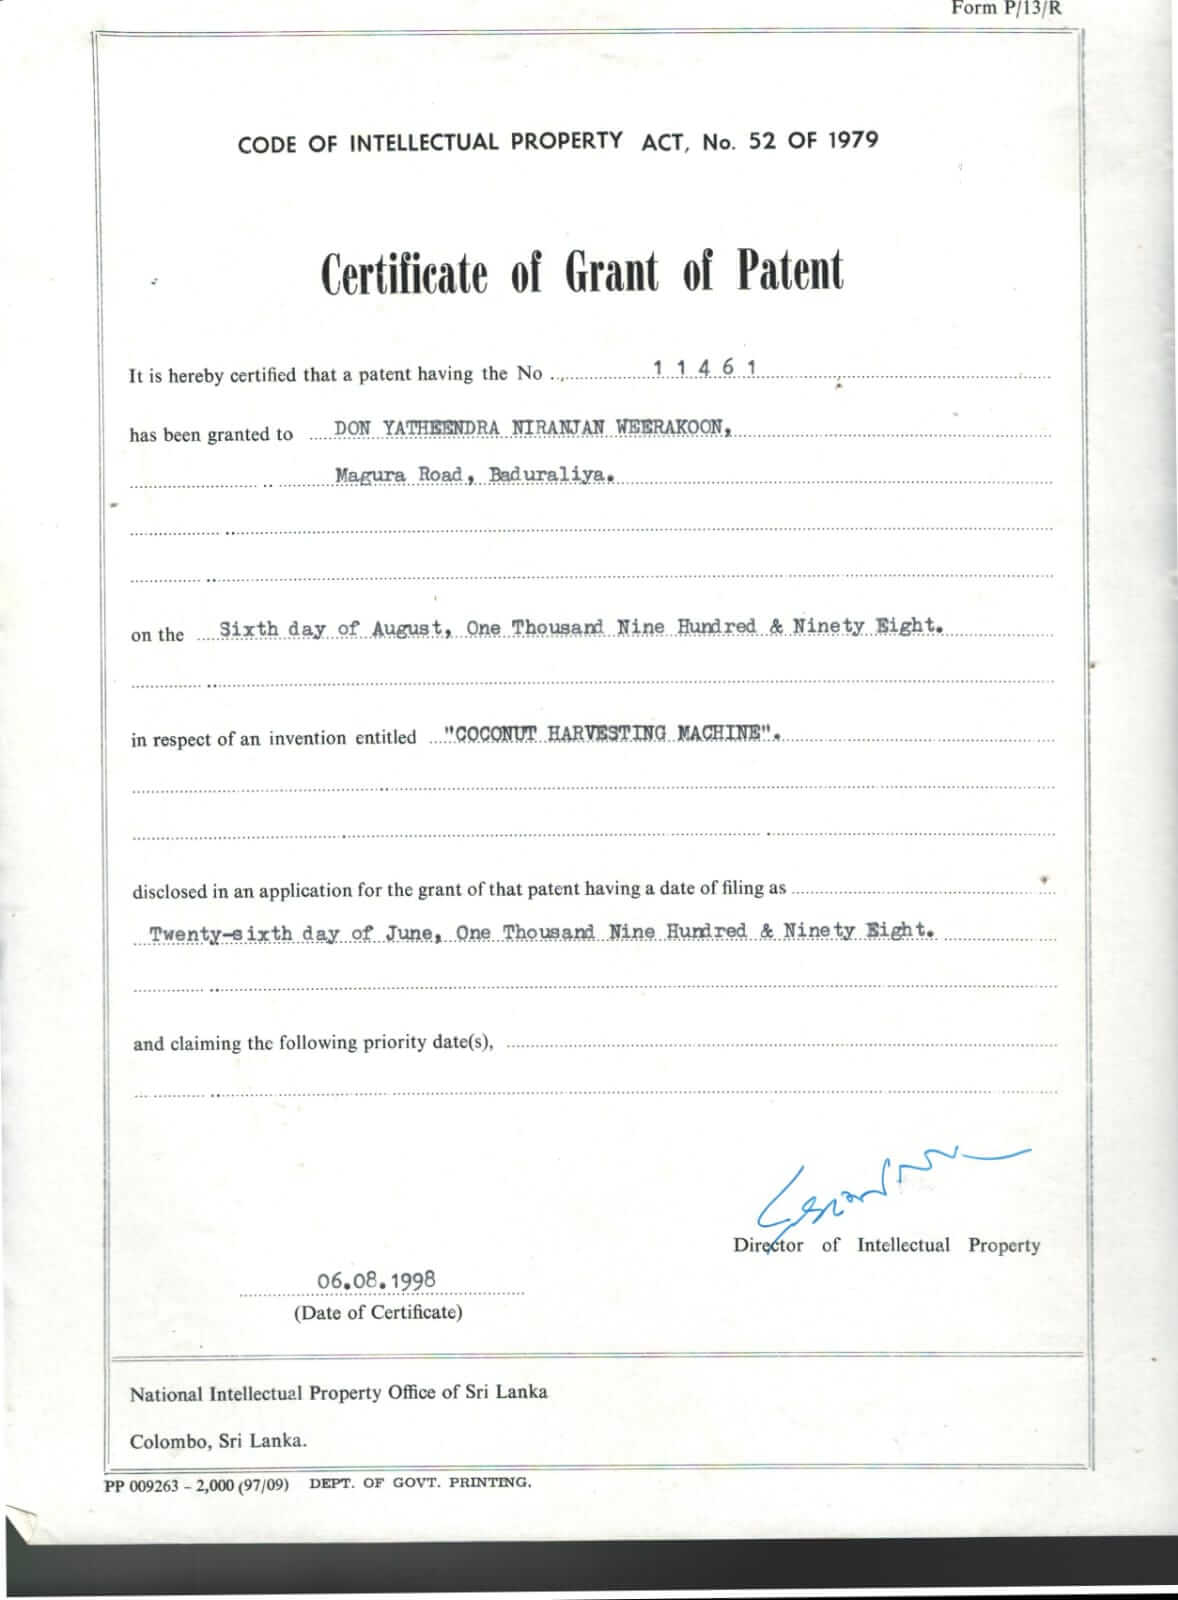 Form P/13/R
CODE OF INTELLECTUAL PROPERTY ACT, No. 52 OF 1979
Certificate of Grant of Patent
It is hereby certified that a patent having the No 11461
has been granted to DON YATHEENDRA NIRANJAN WEERAKOON,
Magura Road, Baduraliya.
on the Sixth day of August, One Thousand Nine Hundred & Ninety Eight.
in respect of an invention entitled "COCONUT HARVESTING MACHINE".
disclosed in an application for the grant of that patent having a date of filing as
Twenty-sixth day of June, One Thousand Nine Hundred & Ninety Eight.
and claiming the following priority date(s),
Director of Intellectual Property
06.08.1998
(Date of Certificate)
National Intellectual Property Office of Sri Lanka
Colombo, Sri Lanka.
PP 009263 – 2,000 (97/09) DEPT. OF GOVT. PRINTING.